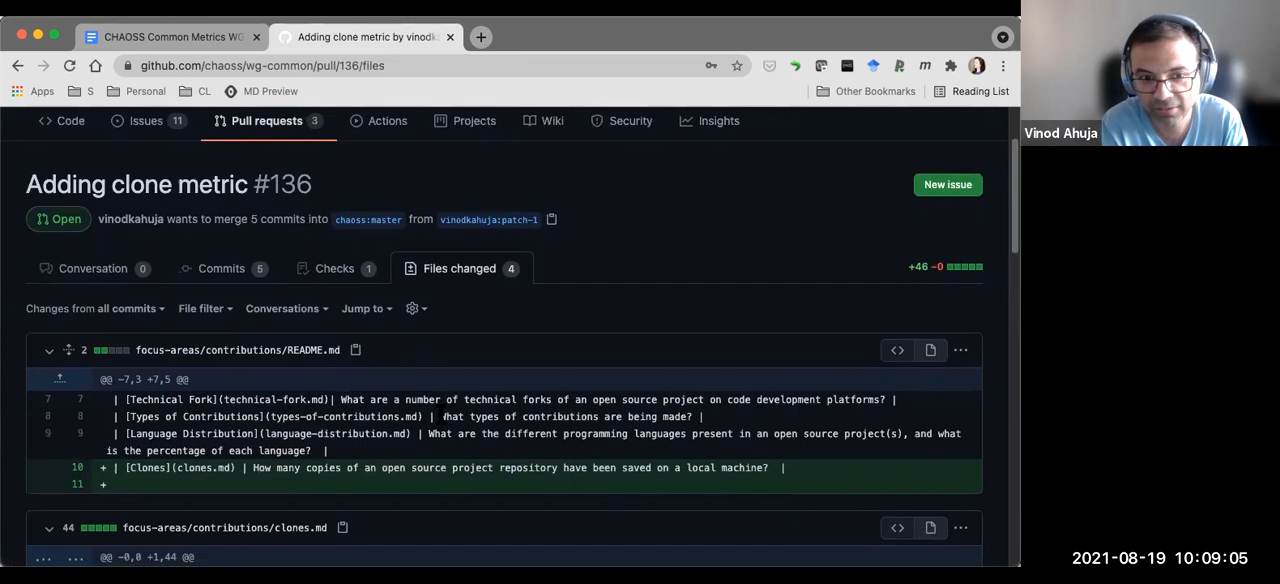 CHAOSS Common Metrics WG
Adding clone metric by vinodk
github.com/chaoss/wg-common/pull/136/files
Apps S Personal CL MD Preview Other Bookmarks Reading List
Code Issues 11 Pull requests 3 Actions Projects Wiki Security Insights
Adding clone metric #136
New issue
Open vinodkahuja wants to merge 5 commits into chaoss:master from vinodkahuja:patch-1
Conversation 0 Commits 5 Checks 1 Files changed 4 +46 −0
Changes from all commits File filter Conversations Jump to
2 focus-areas/contributions/README.md
@@ -7,3 +7,5 @@
7 7 | [Technical Fork](technical-fork.md)| What are a number of technical forks of an open source project on code development platforms? |
8 8 | [Types of Contributions](types-of-contributions.md) | What types of contributions are being made? |
9 9 | [Language Distribution](language-distribution.md) | What are the different programming languages present in an open source project(s), and what
is the percentage of each language? |
10 + | [Clones](clones.md) | How many copies of an open source project repository have been saved on a local machine? |
11 +
44 focus-areas/contributions/clones.md
... ... @@ -0,0 +1,44 @@
Vinod Ahuja
2021-08-19 10:09:05